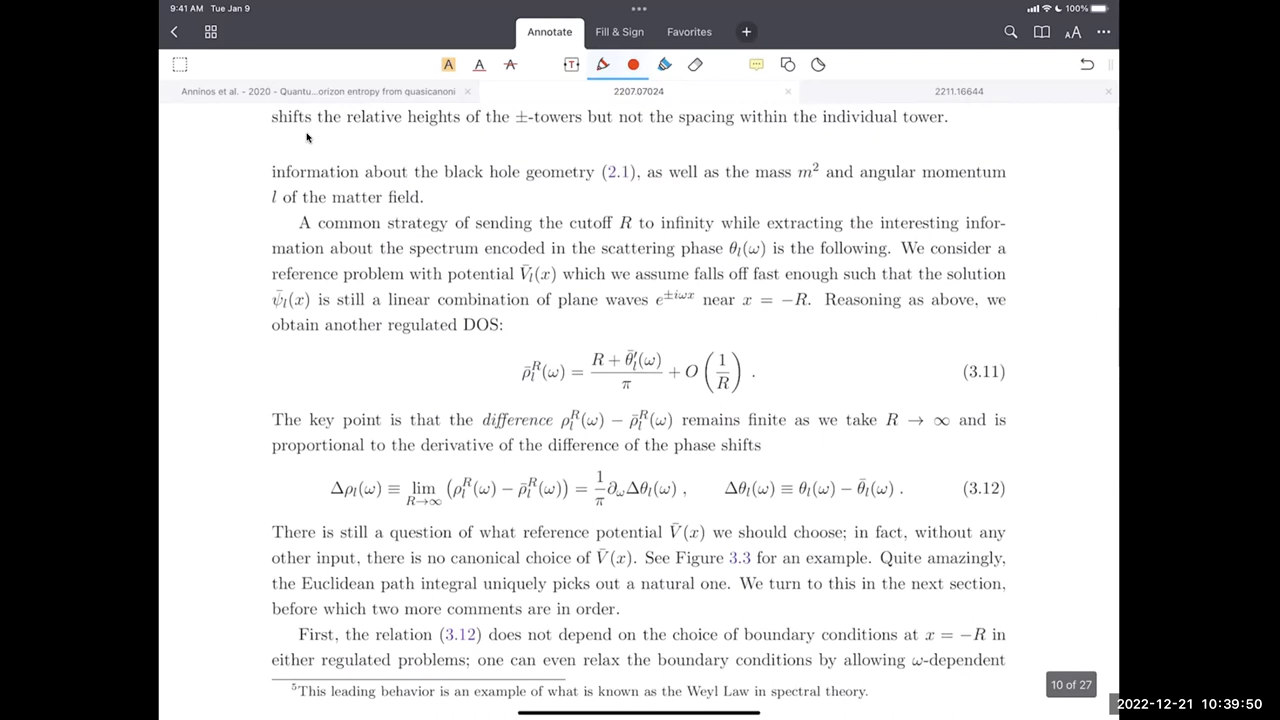 9:41 AM Tue Jan 9
100%
Annotate Fill & Sign Favorites
Anninos et al. - 2020 - Quantu...orizon entropy from quasicanoni
2207.07024
2211.16644
shifts the relative heights of the ±-towers but not the spacing within the individual tower.
information about the black hole geometry (2.1), as well as the mass m² and angular momentum
l of the matter field.
A common strategy of sending the cutoff R to infinity while extracting the interesting infor-
mation about the spectrum encoded in the scattering phase θ_l(ω) is the following. We consider a
reference problem with potential V̄_l(x) which we assume falls off fast enough such that the solution
ψ̄_l(x) is still a linear combination of plane waves e^{±iωx} near x = −R. Reasoning as above, we
obtain another regulated DOS:
ρ̄_l^R(ω) = (R + θ̄′_l(ω))/π + O(1/R) . (3.11)
The key point is that the difference ρ_l^R(ω) − ρ̄_l^R(ω) remains finite as we take R → ∞ and is
proportional to the derivative of the difference of the phase shifts
Δρ_l(ω) ≡ lim_{R→∞} (ρ_l^R(ω) − ρ̄_l^R(ω)) = 1/π ∂_ω Δθ_l(ω) , Δθ_l(ω) ≡ θ_l(ω) − θ̄_l(ω) . (3.12)
There is still a question of what reference potential V̄(x) we should choose; in fact, without any
other input, there is no canonical choice of V̄(x). See Figure 3.3 for an example. Quite amazingly,
the Euclidean path integral uniquely picks out a natural one. We turn to this in the next section,
before which two more comments are in order.
First, the relation (3.12) does not depend on the choice of boundary conditions at x = −R in
either regulated problems; one can even relax the boundary conditions by allowing ω-dependent
⁵This leading behavior is an example of what is known as the Weyl Law in spectral theory.
10 of 27
2022-12-21 10:39:50